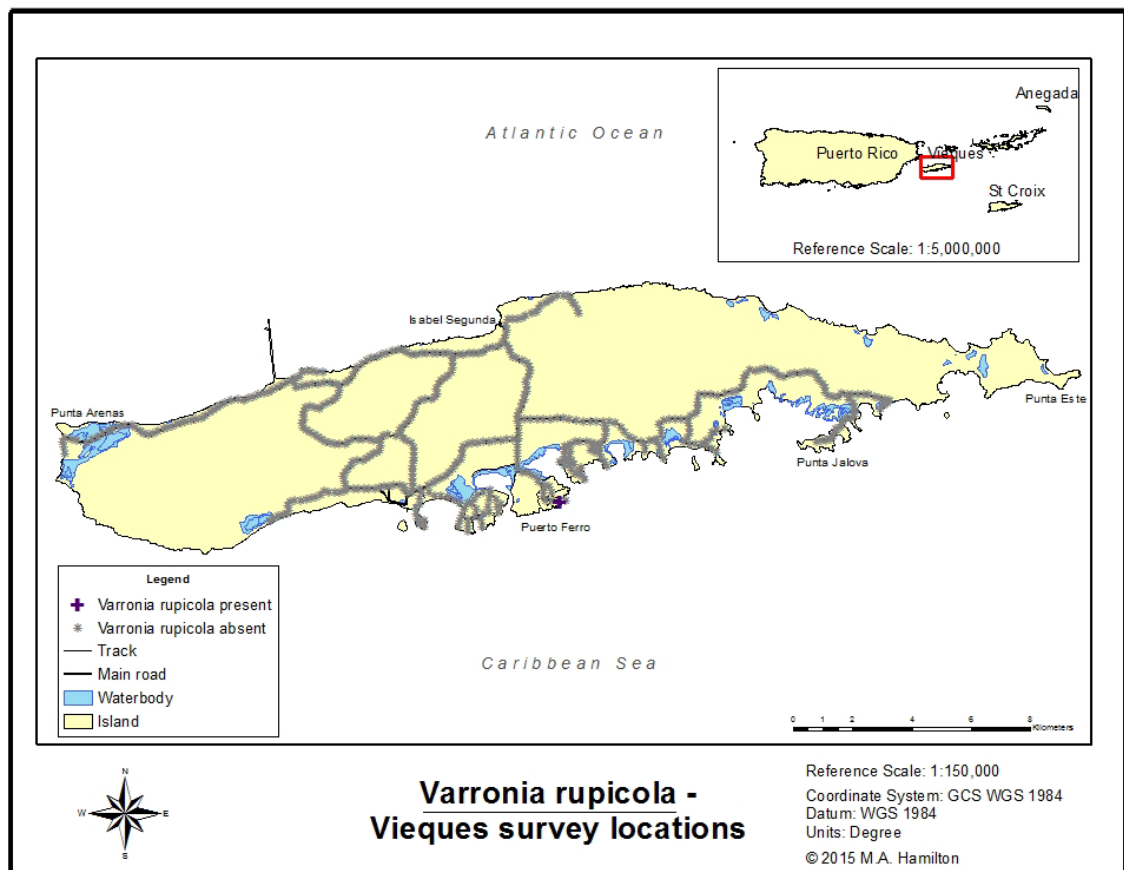 Atlantic Ocean
Anegada
Puerto Rico
Vieques
St Croix
Reference Scale: 1:5,000,000
Isabel Segunda
Punta Arenas
Punta Este
Punta Jalova
Puerto Ferro
Legend
Varronia rupicola present
Varronia rupicola absent
Track
Main road
Waterbody
Island
Caribbean Sea
0 1 2 4 6 8
Kilometers
N
W E
S
Varronia rupicola -
Vieques survey locations
Reference Scale: 1:150,000
Coordinate System: GCS WGS 1984
Datum: WGS 1984
Units: Degree
© 2015 M.A. Hamilton